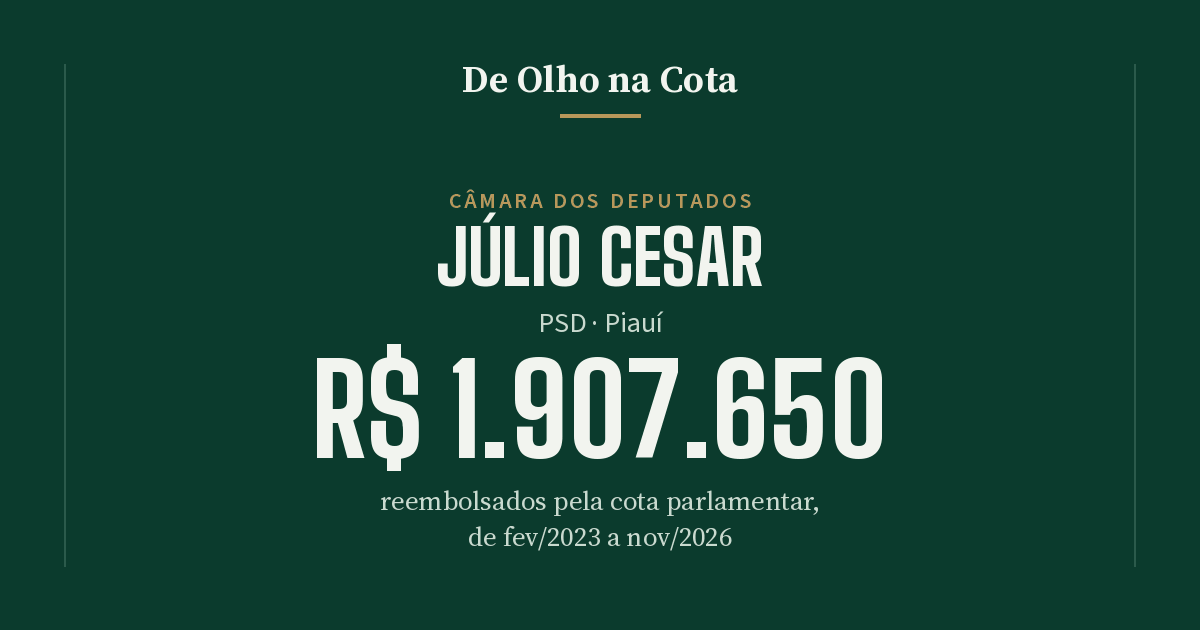 De Olho na Cota
CÂMARA DOS DEPUTADOS
JÚLIO CESAR
PSD · Piauí
R$ 1.907.650
reembolsados pela cota parlamentar,
de fev/2023 a nov/2026